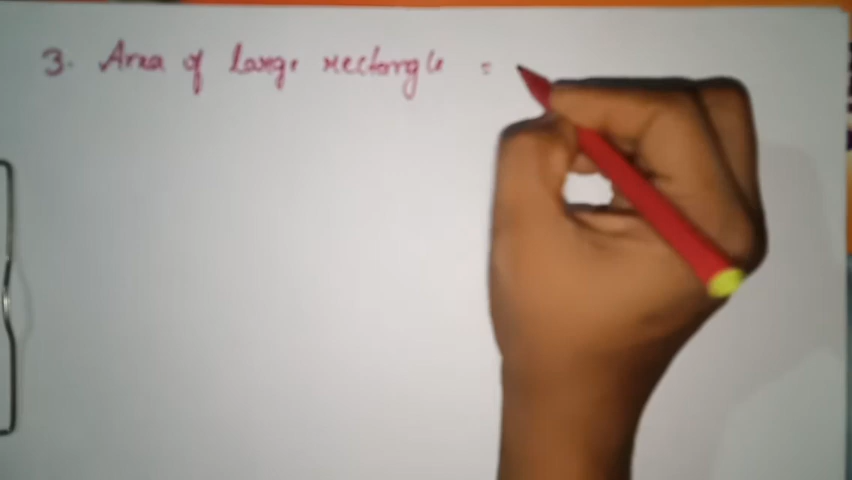 3. Area of large rectangle =